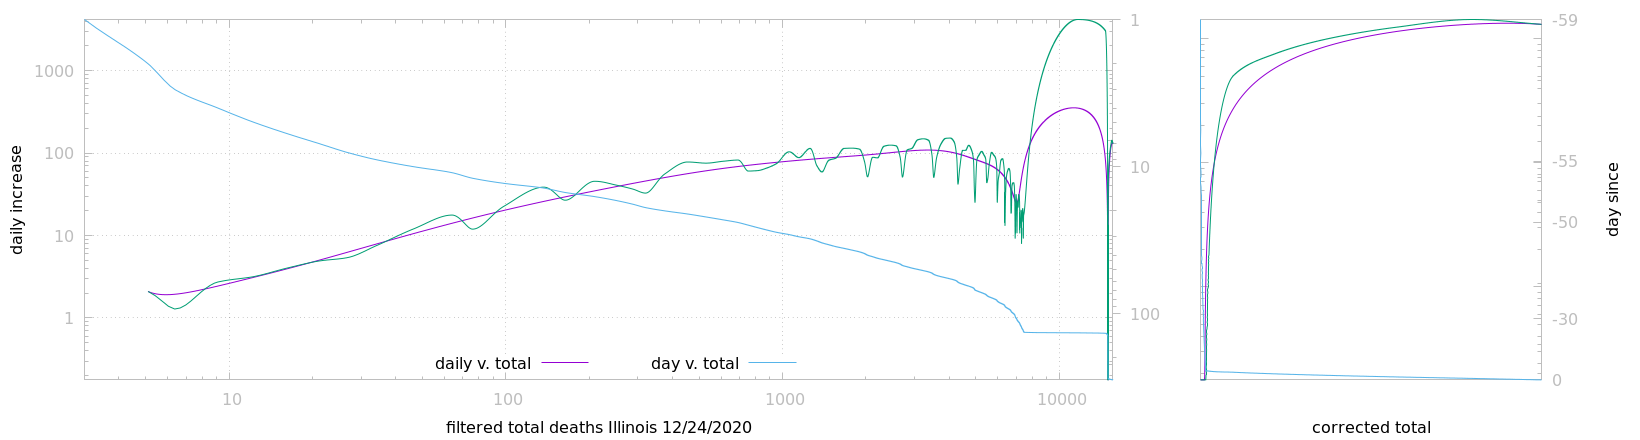 1
-59
1000
daily increase
100
10
-55
-50
day since
10
1
100
-30
daily v. total
day v. total
0
10
100
1000
10000
filtered total deaths Illinois 12/24/2020
corrected total